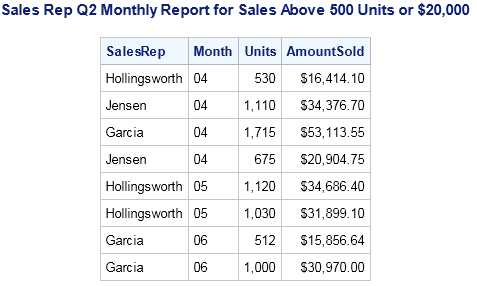 Sales Rep Q2 Monthly Report for Sales Above 500 Units or $20,000
SalesRep Month Units AmountSold
Hollingsworth 04 530 $16,414.10
Jensen 04 1,110 $34,376.70
Garcia 04 1,715 $53,113.55
Jensen 04 675 $20,904.75
Hollingsworth 05 1,120 $34,686.40
Hollingsworth 05 1,030 $31,899.10
Garcia 06 512 $15,856.64
Garcia 06 1,000 $30,970.00